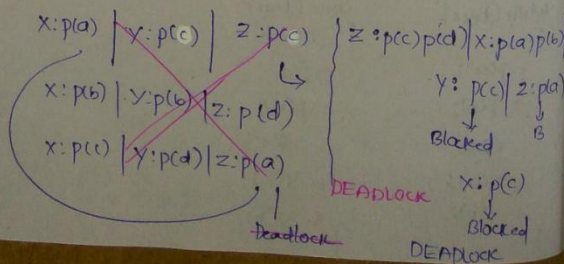 X:p(a) | Y:p(c) | Z:p(c)
X:p(b) | Y:p(b) | Z:p(d)
X:p(c) | Y:p(d) | Z:p(a)
Deadlock
Z:p(c)p(d)|X:p(a)p(b)
Y: p(c) | Z:p(a)
Blocked B
DEADLOCK
X: p(c)
Blocked
DEADLOCK